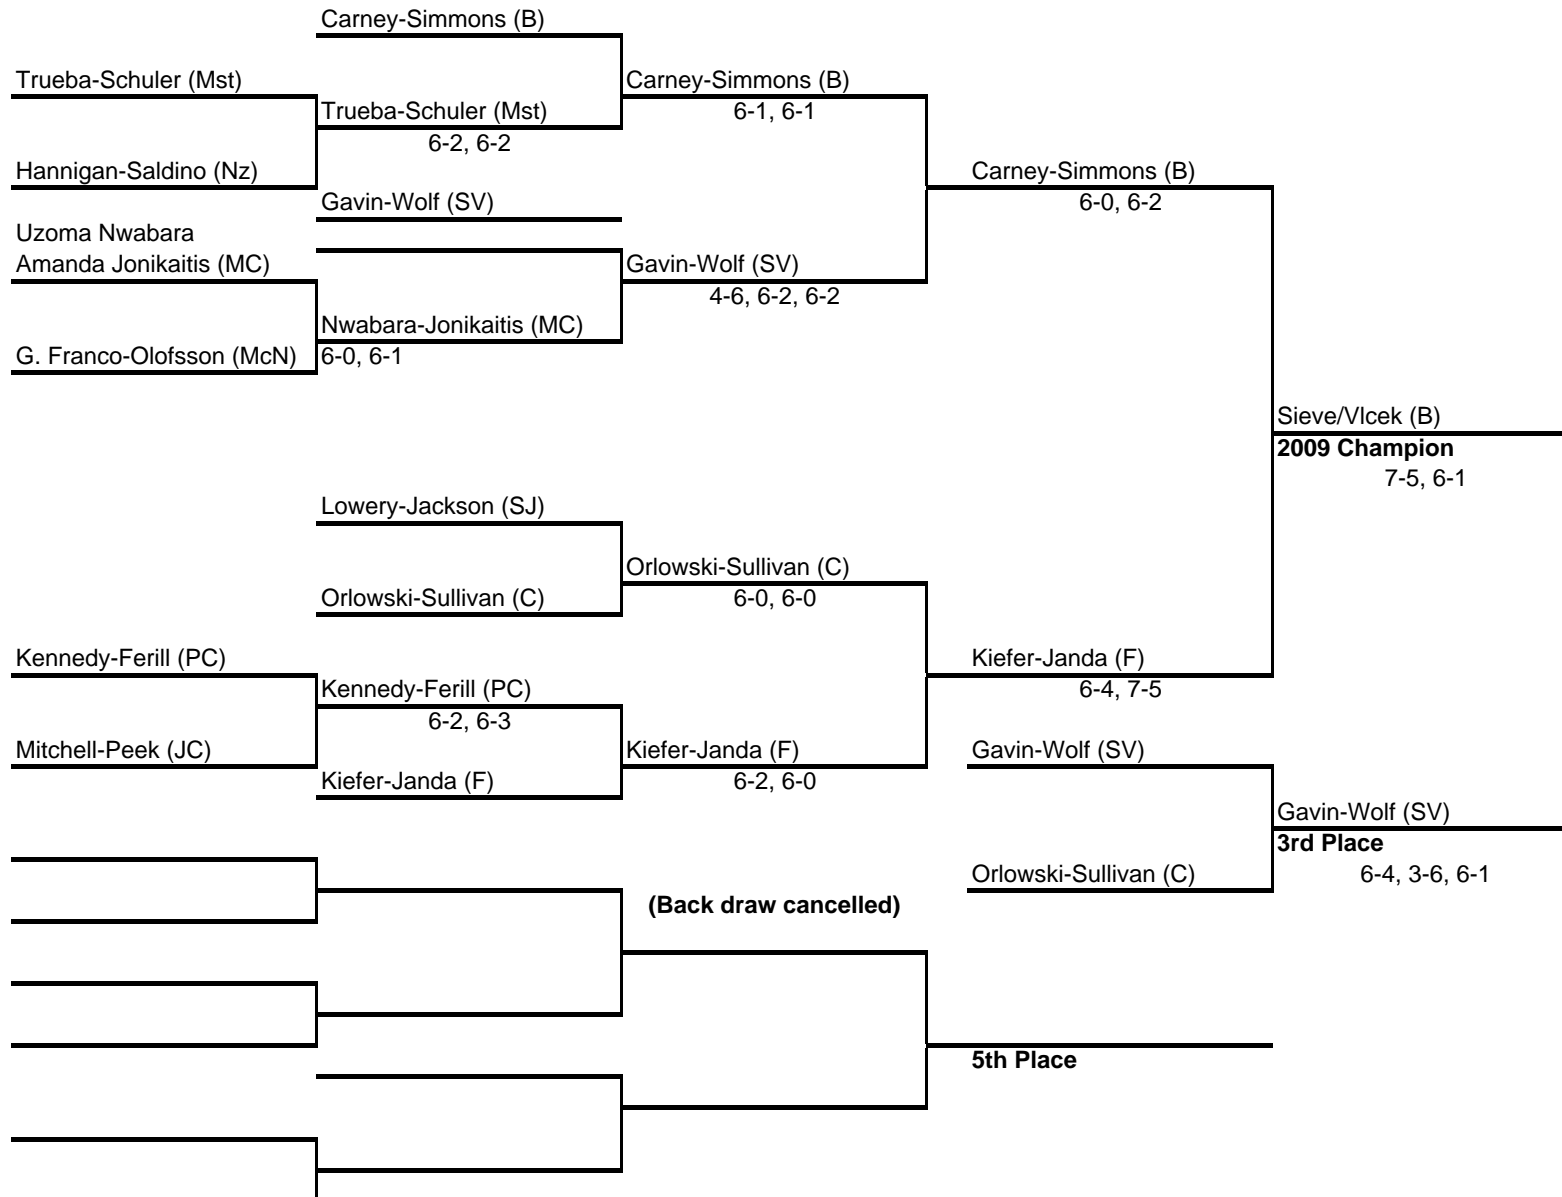 Carney-Simmons (B)
Trueba-Schuler (Mst)
Carney-Simmons (B)
Trueba-Schuler (Mst)
6-1, 6-1
6-2, 6-2
Hannigan-Saldino (Nz)
Carney-Simmons (B)
Gavin-Wolf (SV)
6-0, 6-2
Uzoma Nwabara
Amanda Jonikaitis (MC)
Gavin-Wolf (SV)
4-6, 6-2, 6-2
Nwabara-Jonikaitis (MC)
G. Franco-Olofsson (McN)
6-0, 6-1
Sieve/Vlcek (B)
2009 Champion
7-5, 6-1
Lowery-Jackson (SJ)
Orlowski-Sullivan (C)
Orlowski-Sullivan (C)
6-0, 6-0
Kennedy-Ferill (PC)
Kiefer-Janda (F)
Kennedy-Ferill (PC)
6-4, 7-5
6-2, 6-3
Mitchell-Peek (JC)
Kiefer-Janda (F)
Gavin-Wolf (SV)
Kiefer-Janda (F)
6-2, 6-0
Gavin-Wolf (SV)
3rd Place
Orlowski-Sullivan (C)
6-4, 3-6, 6-1
(Back draw cancelled)
5th Place